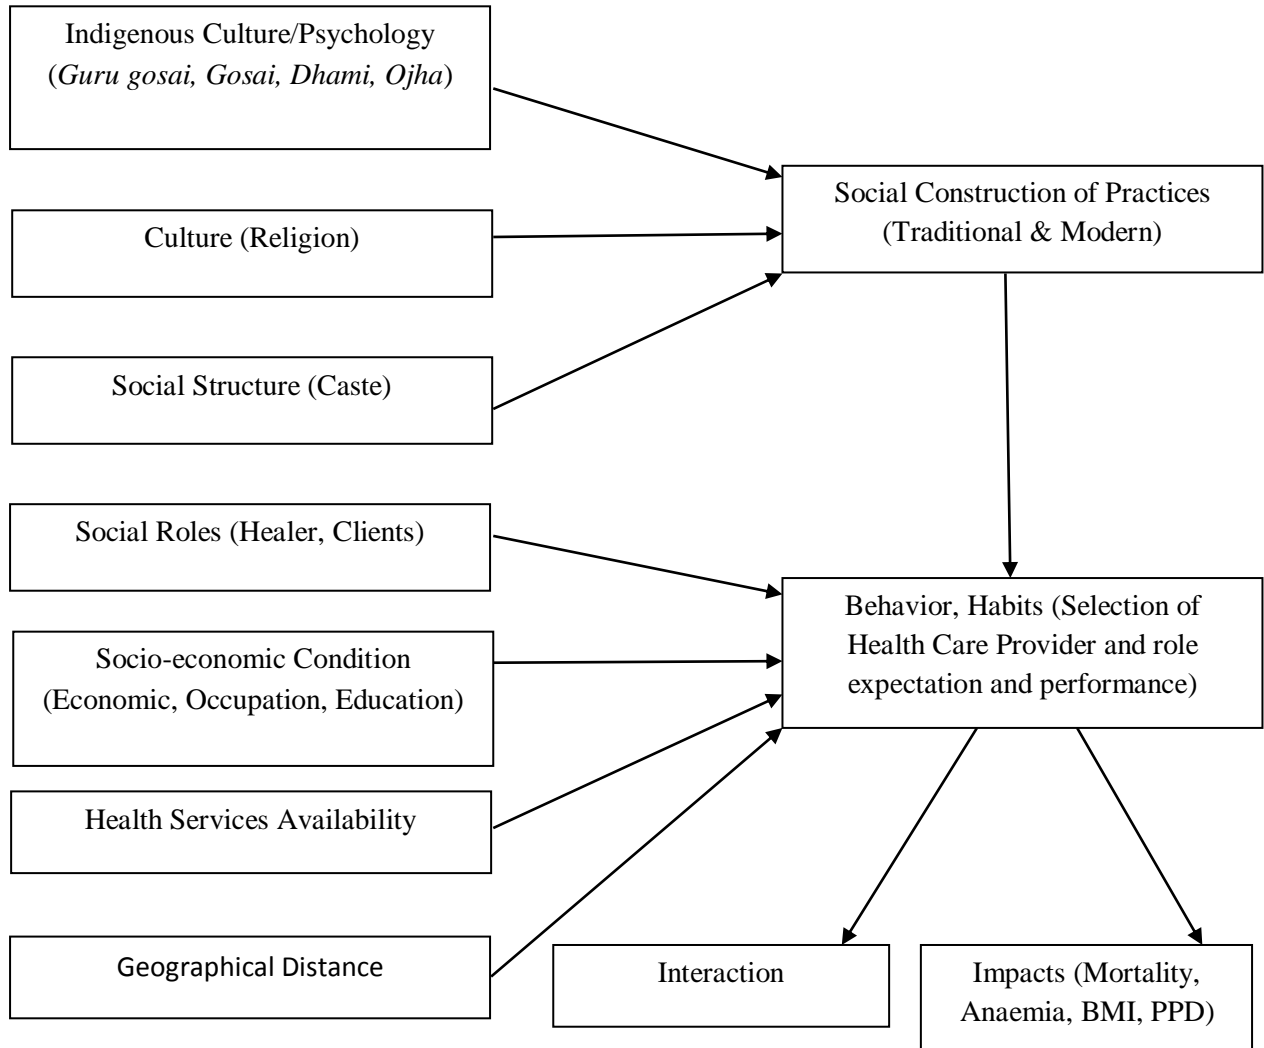 Indigenous Culture/Psychology
(Guru gosai, Gosai, Dhami, Ojha)
Culture (Religion)
Social Structure (Caste)
Social Roles (Healer, Clients)
Socio-economic Condition
(Economic, Occupation, Education)
Health Services Availability
Geographical Distance
Social Construction of Practices
(Traditional & Modern)
Behavior, Habits (Selection of
Health Care Provider and role
expectation and performance)
Interaction
Impacts (Mortality,
Anaemia, BMI, PPD)